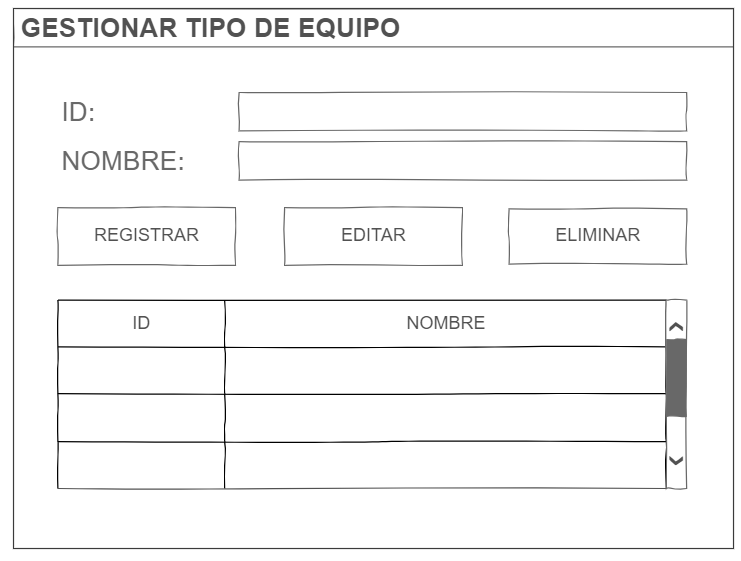 GESTIONAR TIPO DE EQUIPO
ID:
NOMBRE:
REGISTRAR EDITAR ELIMINAR
ID NOMBRE